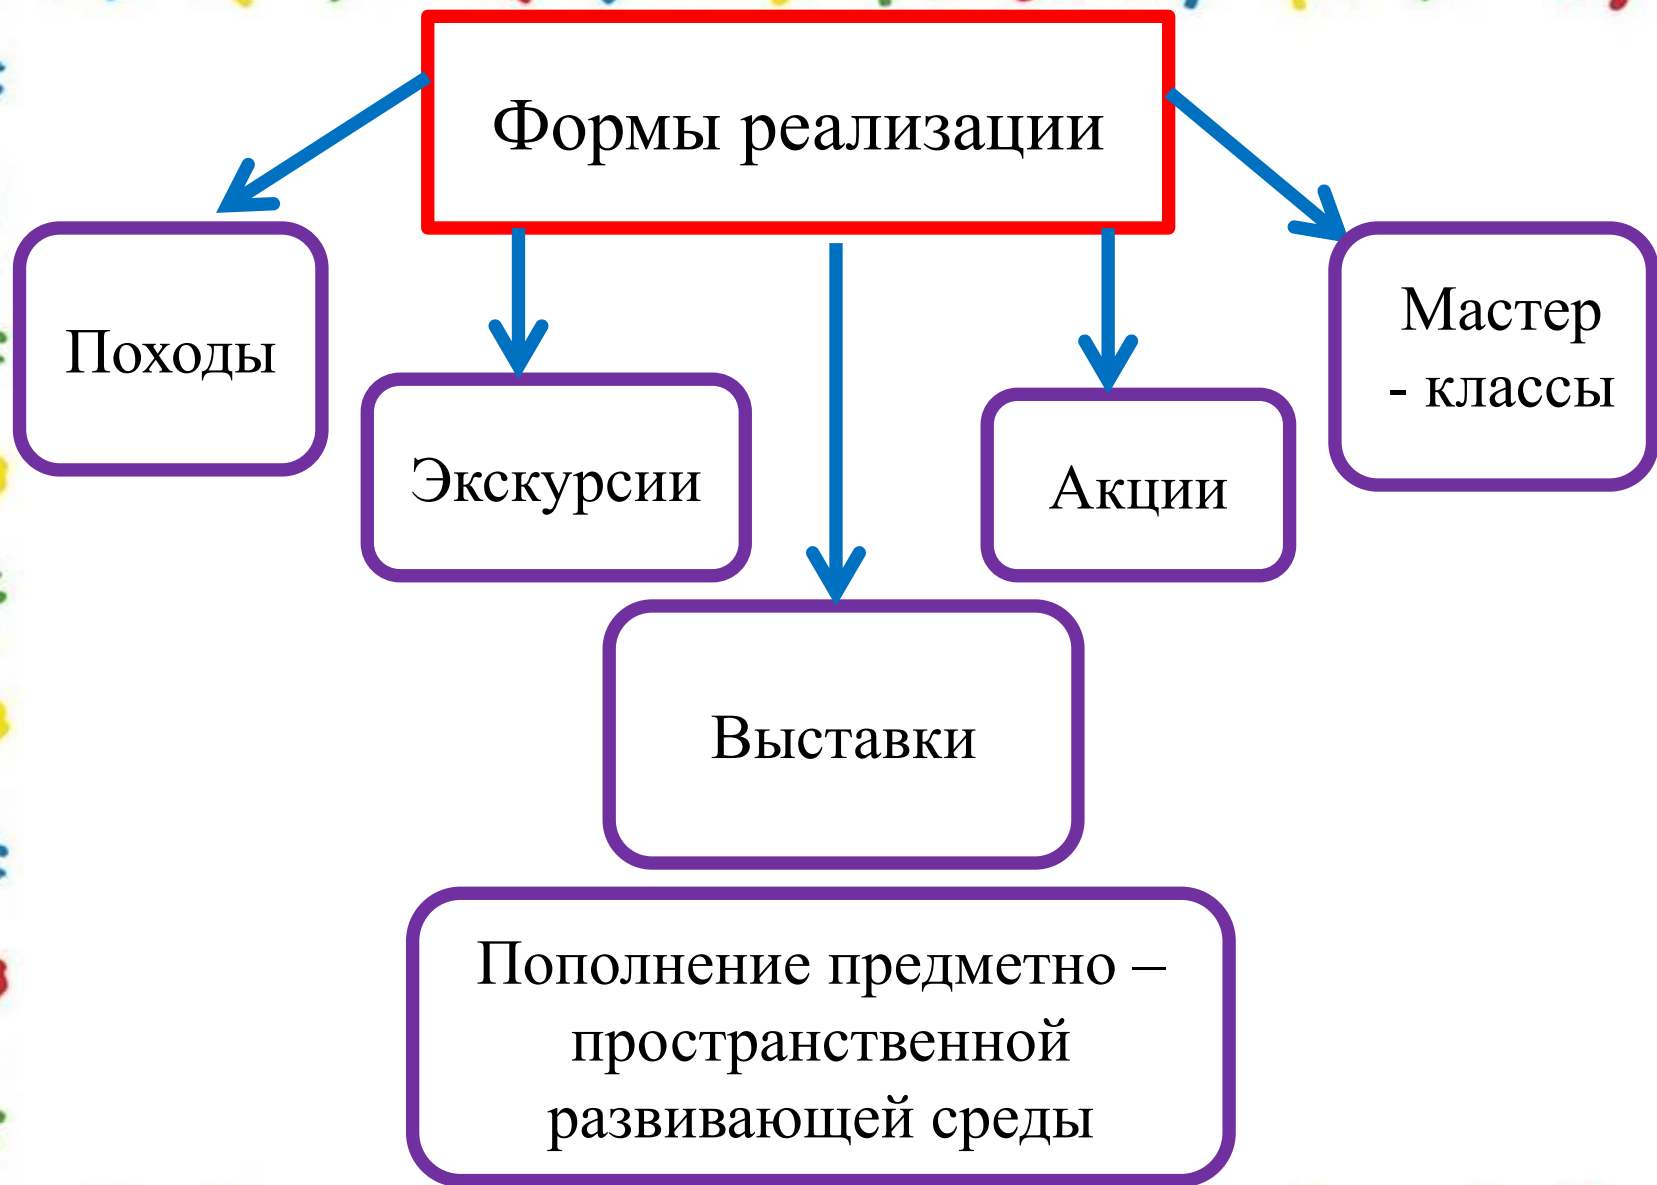 Формы реализации
Походы
Экскурсии
Выставки
Акции
Мастер
- классы
Пополнение предметно –
пространственной
развивающей среды